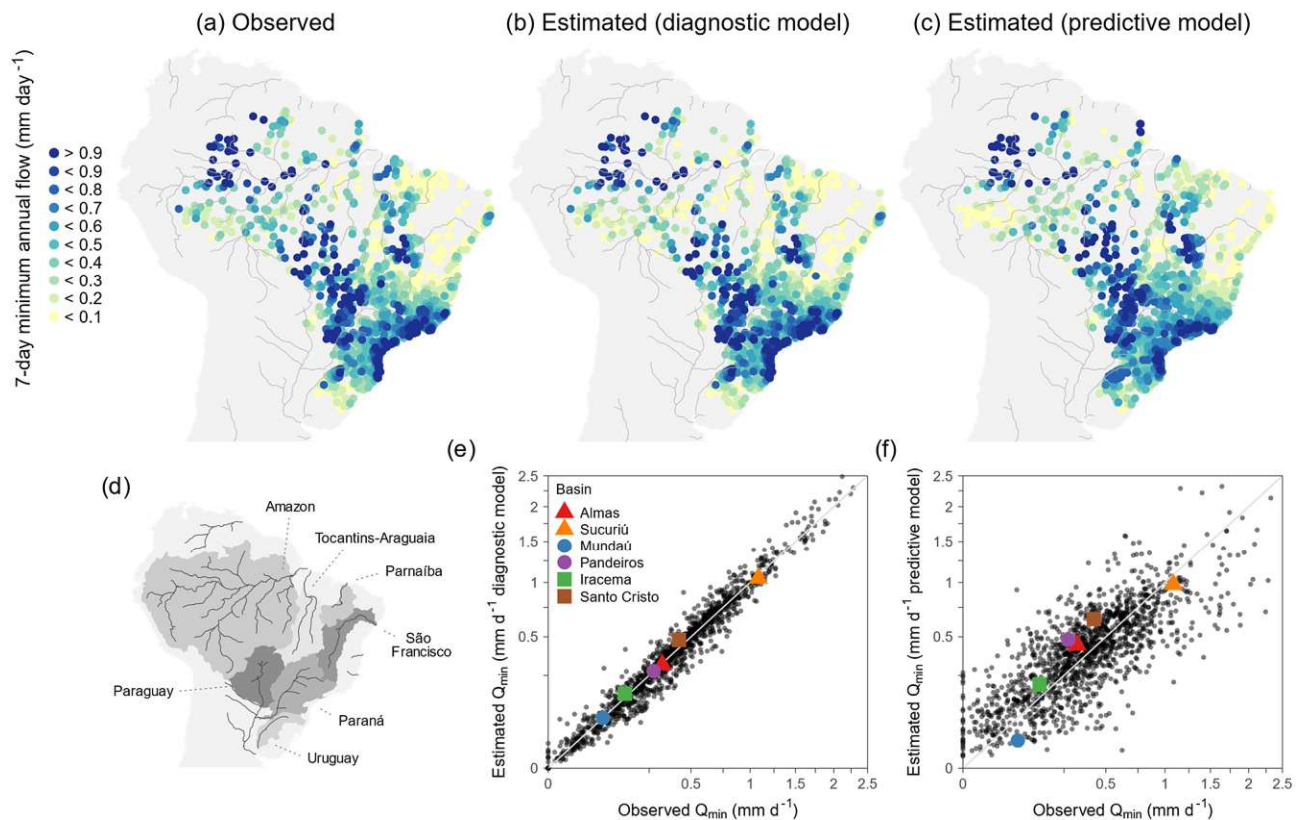 (a) Observed
(b) Estimated (diagnostic model)
(c) Estimated (predictive model)
7-day minimum annual flow (mm day⁻¹)
> 0.9
< 0.9
< 0.8
< 0.7
< 0.6
< 0.5
< 0.4
< 0.3
< 0.2
< 0.1
(d)
Amazon
Tocantins-Araguaia
Parnaíba
São
Francisco
Paraguay
Paraná
Uruguay
(e)
Estimated Qmin (mm d⁻¹ diagnostic model)
2.5
1.5
1
0.5
0
Basin
Almas
Sucuriú
Mundaú
Pandeiros
Iracema
Santo Cristo
0
0.5
1
1.5
2.5
Observed Qmin (mm d⁻¹)
(f)
Estimated Qmin (mm d⁻¹ predictive model)
2.5
1.5
1
0.5
0
0
0.5
1
1.5
2.5
Observed Qmin (mm d⁻¹)